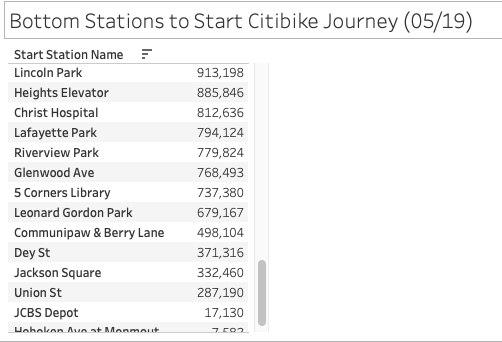 Bottom Stations to Start Citibike Journey (05/19)
Start Station Name
Lincoln Park 913,198
Heights Elevator 885,846
Christ Hospital 812,636
Lafayette Park 794,124
Riverview Park 779,824
Glenwood Ave 768,493
5 Corners Library 737,380
Leonard Gordon Park 679,167
Communipaw & Berry Lane 498,104
Dey St 371,316
Jackson Square 332,460
Union St 287,190
JCBS Depot 17,130
Hoboken Ave at Monmout 7,583